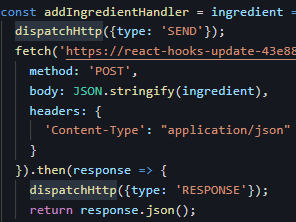 const addIngredientHandler = ingredient =
dispatchHttp({type: 'SEND'});
fetch('https://react-hooks-update-43e88
method: 'POST',
body: JSON.stringify(ingredient),
headers: {
'Content-Type': "application/json"
}
}).then(response => {
dispatchHttp({type: 'RESPONSE'});
return response.json();